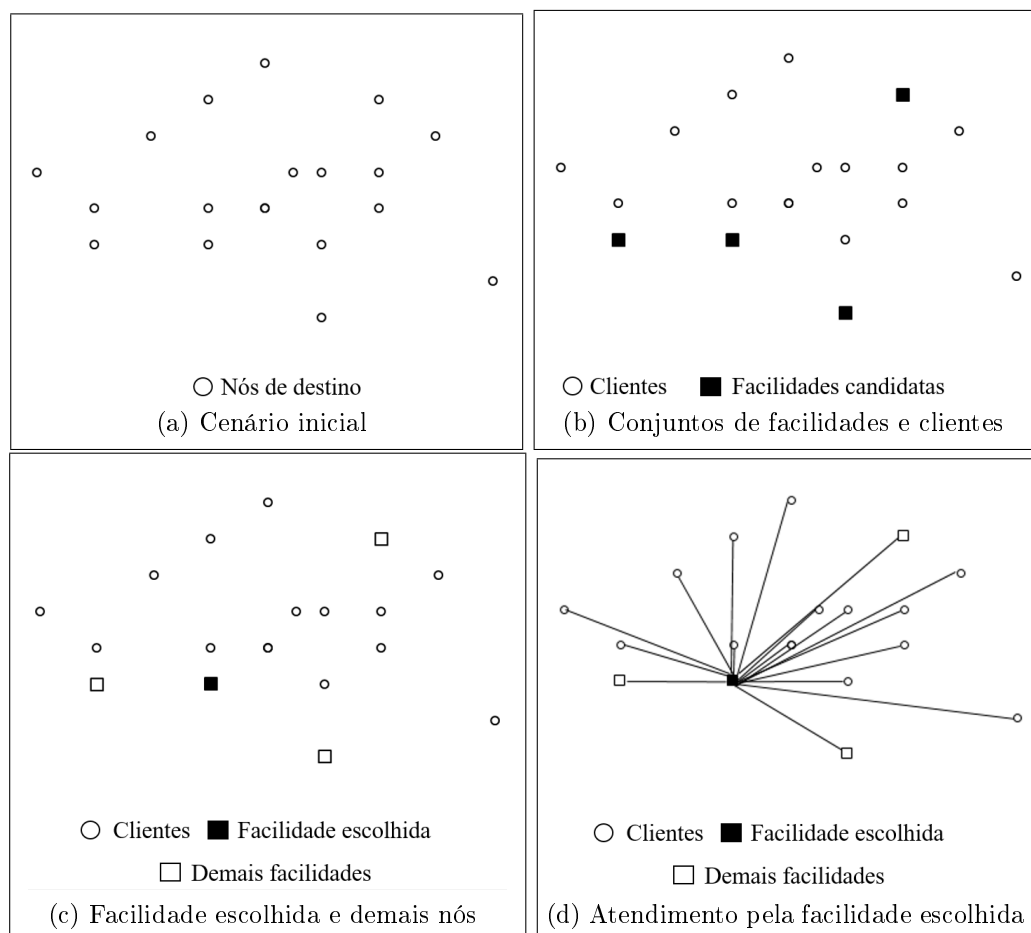 Nós de destino
(a) Cenário inicial
Clientes Facilidades candidatas
(b) Conjuntos de facilidades e clientes
Clientes Facilidade escolhida
Demais facilidades
(c) Facilidade escolhida e demais nós
Clientes Facilidade escolhida
Demais facilidades
(d) Atendimento pela facilidade escolhida